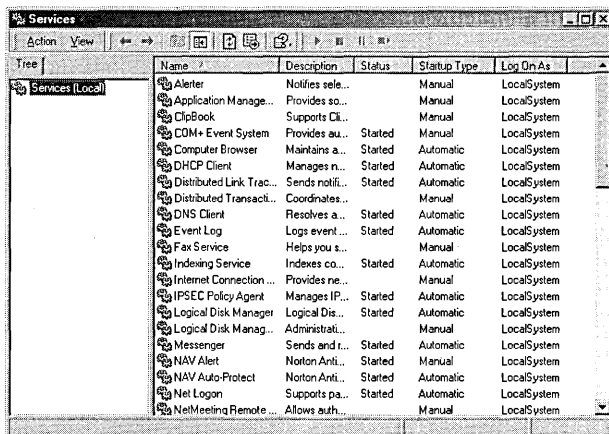 Services
Action View
Tree
Services (Local)
Name Description Status Startup Type Log On As
Alerter Notifies sele... Manual LocalSystem
Application Manage... Provides so... Manual LocalSystem
ClipBook Supports Cli... Manual LocalSystem
COM+ Event System Provides au... Started Manual LocalSystem
Computer Browser Maintains a... Started Automatic LocalSystem
DHCP Client Manages n... Started Automatic LocalSystem
Distributed Link Trac... Sends notifi... Started Automatic LocalSystem
Distributed Transacti... Coordinates... Manual LocalSystem
DNS Client Resolves a... Started Automatic LocalSystem
Event Log Logs event ... Started Automatic LocalSystem
Fax Service Helps you s... Manual LocalSystem
Indexing Service Indexes co... Started Automatic LocalSystem
Internet Connection ... Provides ne... Manual LocalSystem
IPSEC Policy Agent Manages IP... Started Automatic LocalSystem
Logical Disk Manager Logical Dis... Started Automatic LocalSystem
Logical Disk Manag... Administrati... Manual LocalSystem
Messenger Sends and r... Started Automatic LocalSystem
NAV Alert Norton Anti... Started Manual LocalSystem
NAV Auto-Protect Norton Anti... Started Automatic LocalSystem
Net Logon Supports pa... Started Automatic LocalSystem
NetMeeting Remote ... Allows auth... Manual LocalSystem